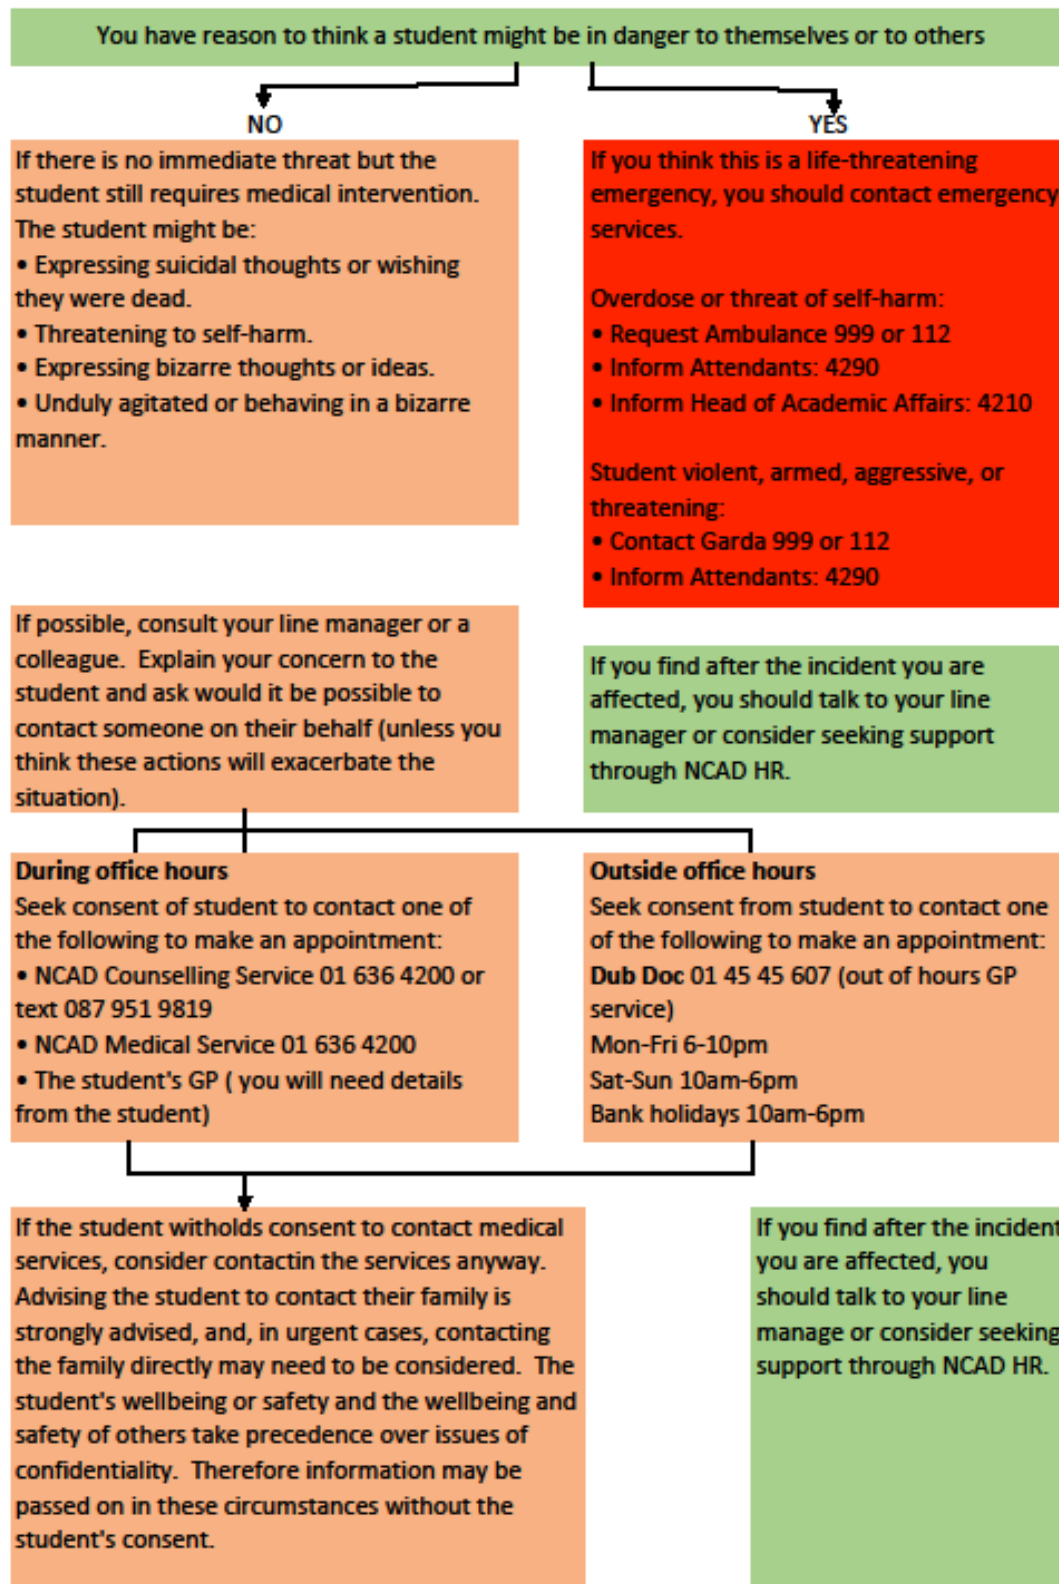 You have reason to think a student might be in danger to themselves or to others
NO
If there is no immediate threat but the
student still requires medical intervention.
The student might be:
• Expressing suicidal thoughts or wishing
they were dead.
• Threatening to self-harm.
• Expressing bizarre thoughts or ideas.
• Unduly agitated or behaving in a bizarre
manner.
YES
If you think this is a life-threatening
emergency, you should contact emergency
services.
Overdose or threat of self-harm:
• Request Ambulance 999 or 112
• Inform Attendants: 4290
• Inform Head of Academic Affairs: 4210
Student violent, armed, aggressive, or
threatening:
• Contact Garda 999 or 112
• Inform Attendants: 4290
If possible, consult your line manager or a
colleague.  Explain your concern to the
student and ask would it be possible to
contact someone on their behalf (unless you
think these actions will exacerbate the
situation).
If you find after the incident you are
affected, you should talk to your line
manager or consider seeking support
through NCAD HR.
During office hours
Seek consent of student to contact one of
the following to make an appointment:
• NCAD Counselling Service 01 636 4200 or
text 087 951 9819
• NCAD Medical Service 01 636 4200
• The student's GP ( you will need details
from the student)
Outside office hours
Seek consent from student to contact one
of the following to make an appointment:
Dub Doc 01 45 45 607 (out of hours GP
service)
Mon-Fri 6-10pm
Sat-Sun 10am-6pm
Bank holidays 10am-6pm
If the student witholds consent to contact medical
services, consider contactin the services anyway.
Advising the student to contact their family is
strongly advised, and, in urgent cases, contacting
the family directly may need to be considered.  The
student's wellbeing or safety and the wellbeing and
safety of others take precedence over issues of
confidentiality.  Therefore information may be
passed on in these circumstances without the
student's consent.
If you find after the incident
you are affected, you
should talk to your line
manage or consider seeking
support through NCAD HR.